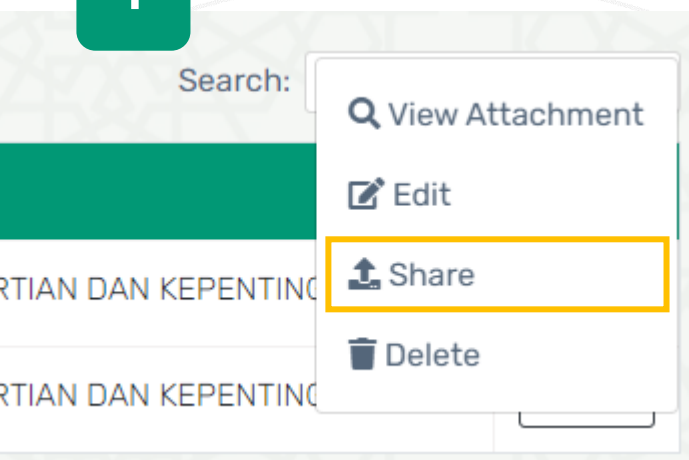 Search:
View Attachment
Edit
Share
Delete
RTIAN DAN KEPENTING
RTIAN DAN KEPENTING